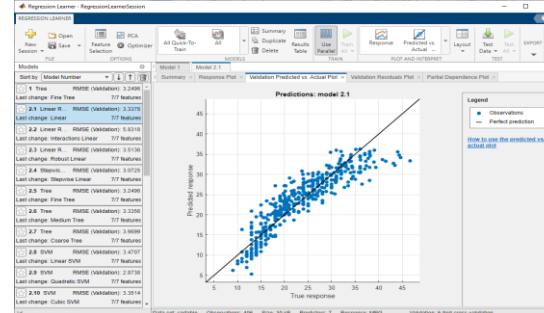 Regression Learner - RegressionLearnerSession
REGRESSION LEARNER
New Session
Open
Save
FILE
Feature Selection
PCA
Optimizer
OPTIONS
All Quick-To-Train
All
Summary
Duplicate
Delete
MODELS
Results Table
Use Parallel
Train All
TRAIN
Response
Predicted vs. Actual
PLOT AND INTERPRET
Layout
Test Data
Test All
TEST
EXPORT
Models
Sort by Model Number
1 Tree RMSE (Validation): 3.2496
Last change: Fine Tree 7/7 features
2.1 Linear R... RMSE (Validation): 3.3378
Last change: Linear 7/7 features
2.2 Linear R... RMSE (Validation): 5.8318
Last change: Interactions Linear 7/7 features
2.3 Linear R... RMSE (Validation): 3.5136
Last change: Robust Linear 7/7 features
2.4 Stepwis... RMSE (Validation): 3.0725
Last change: Stepwise Linear 7/7 features
2.5 Tree RMSE (Validation): 3.2496
Last change: Fine Tree 7/7 features
2.6 Tree RMSE (Validation): 3.3356
Last change: Medium Tree 7/7 features
2.7 Tree RMSE (Validation): 3.9699
Last change: Coarse Tree 7/7 features
2.8 SVM RMSE (Validation): 3.4797
Last change: Linear SVM 7/7 features
2.9 SVM RMSE (Validation): 2.8738
Last change: Quadratic SVM 7/7 features
2.10 SVM RMSE (Validation): 3.3514
Last change: Cubic SVM 7/7 features
Model 1 Model 2.1
Summary Response Plot Validation Predicted vs. Actual Plot Validation Residuals Plot Partial Dependence Plot
Predictions: model 2.1
Predicted response
45
40
35
30
25
20
15
10
5
5 10 15 20 25 30 35 40 45
True response
Legend
Observations
Perfect prediction
How to use the predicted vs
actual plot